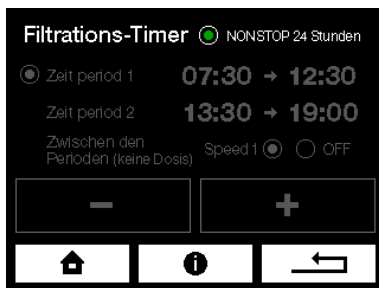 Filtrations-Timer NONSTOP 24 Stunden
Zeit period 1 07:30 → 12:30
Zeit period 2 13:30 → 19:00
Zwischen den
Perioden (keine Dosis) Speed 1 OFF
− +